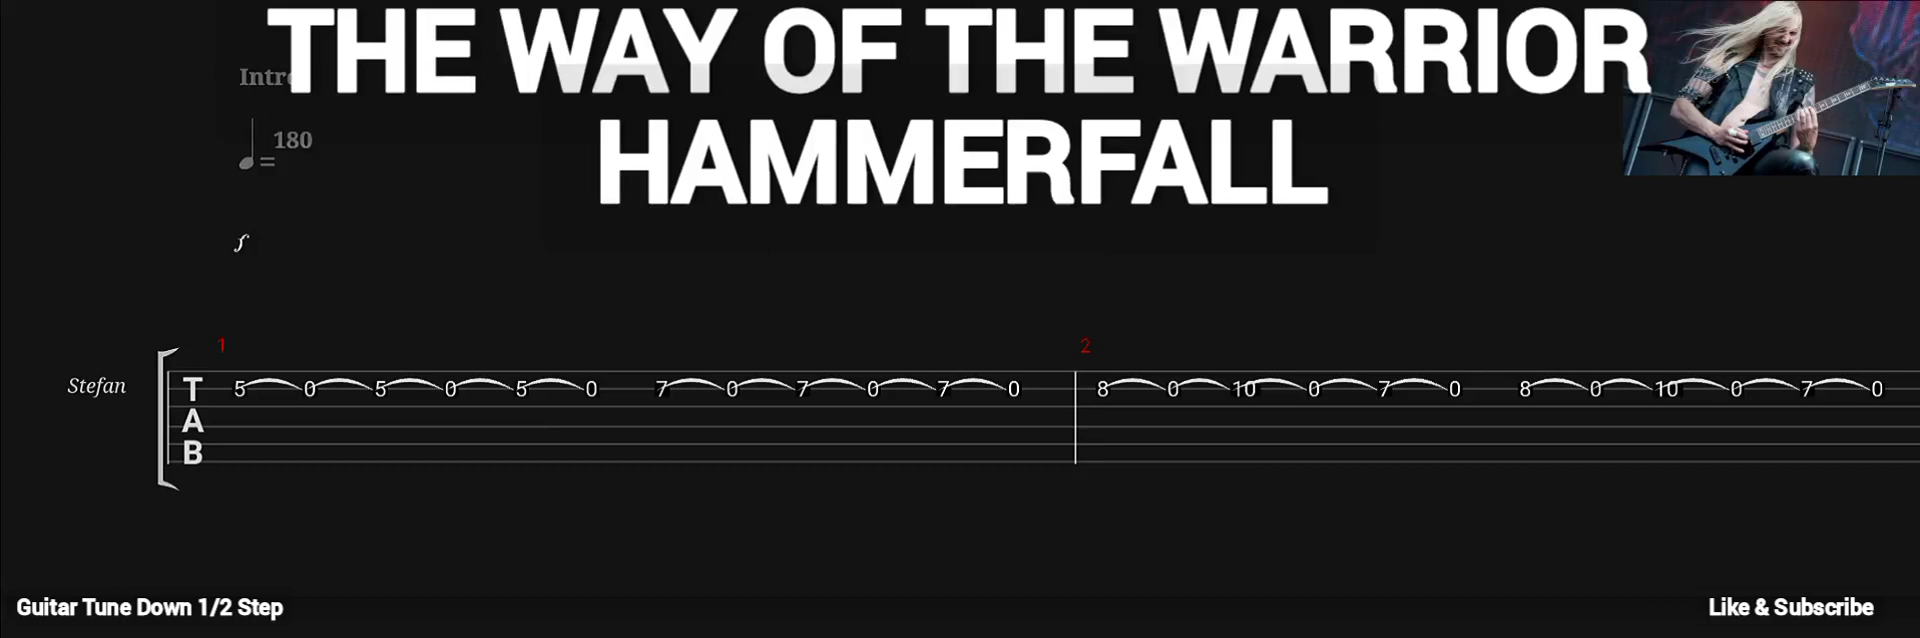 THE WAY OF THE WARRIOR
HAMMERFALL
Intro
♩ = 180
f
1 2
Stefan
T
A
B
5 0 5 0 5 0 7 0 7 0 7 0 8 0 10 0 7 0 8 0 10 0 7 0
Guitar Tune Down 1/2 Step
Like & Subscribe